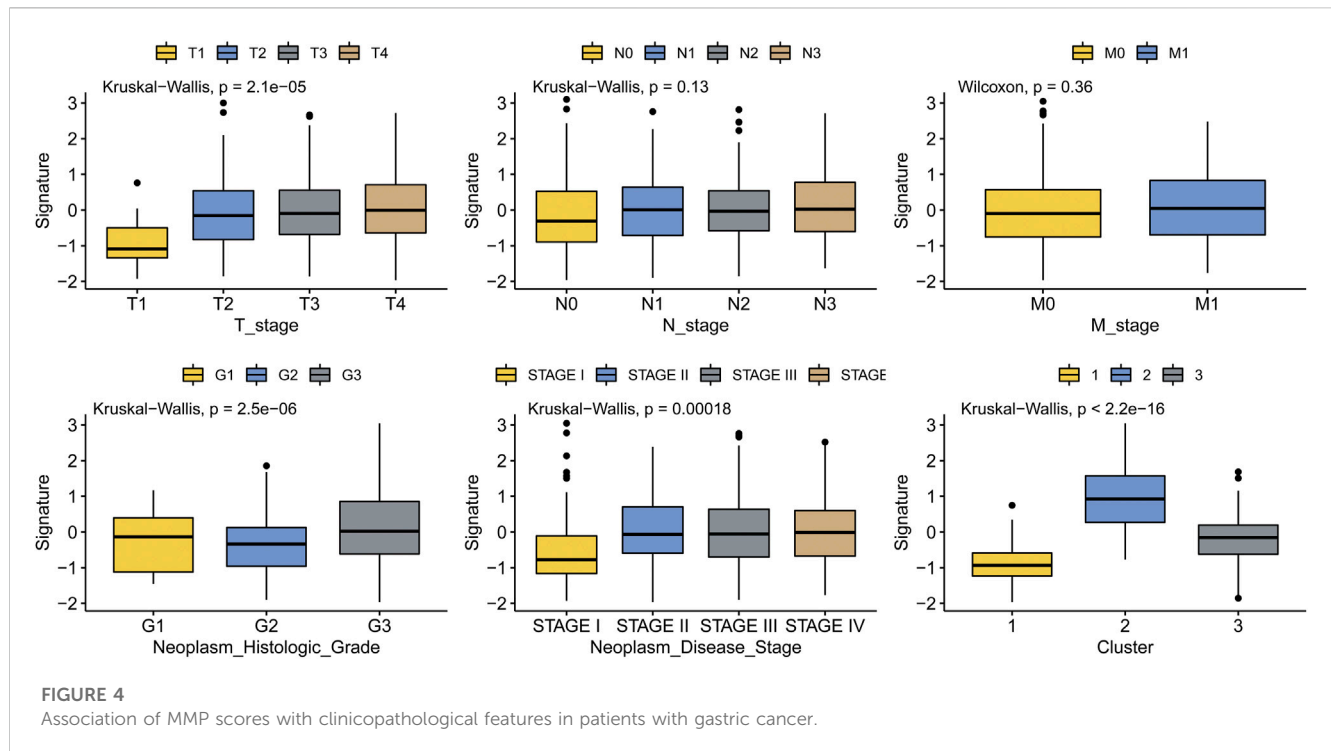 T1 T2 T3 T4
Kruskal−Wallis, p = 2.1e−05
Signature
3
2
1
0
−1
−2
T1 T2 T3 T4
T_stage
N0 N1 N2 N3
Kruskal−Wallis, p = 0.13
Signature
3
2
1
0
−1
−2
N0 N1 N2 N3
N_stage
M0 M1
Wilcoxon, p = 0.36
Signature
3
2
1
0
−1
−2
M0 M1
M_stage
G1 G2 G3
Kruskal−Wallis, p = 2.5e−06
Signature
3
2
1
0
−1
−2
G1 G2 G3
Neoplasm_Histologic_Grade
STAGE I STAGE II STAGE III STAGE
Kruskal−Wallis, p = 0.00018
Signature
3
2
1
0
−1
−2
STAGE I STAGE II STAGE III STAGE IV
Neoplasm_Disease_Stage
1 2 3
Kruskal−Wallis, p < 2.2e−16
Signature
3
2
1
0
−1
−2
1 2 3
Cluster
FIGURE 4
Association of MMP scores with clinicopathological features in patients with gastric cancer.